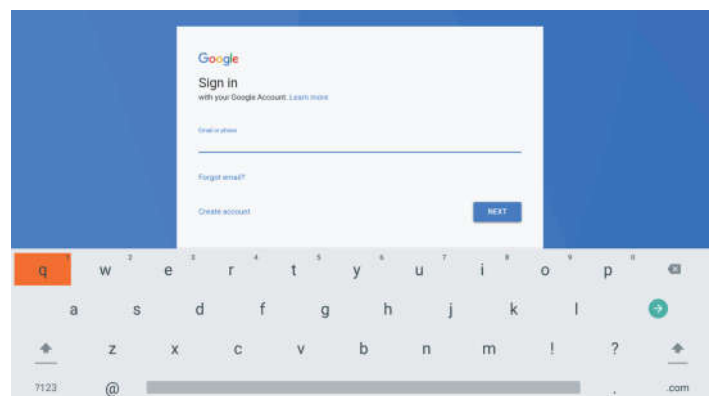 Google
Sign in
with your Google Account. Learn more
Email or phone
Forgot email?
Create account
NEXT
1 2 3 4 5 6 7 8 9 0
q w e r t y u i o p
a s d f g h j k l
z x c v b n m ! ?
?123 @ . .com